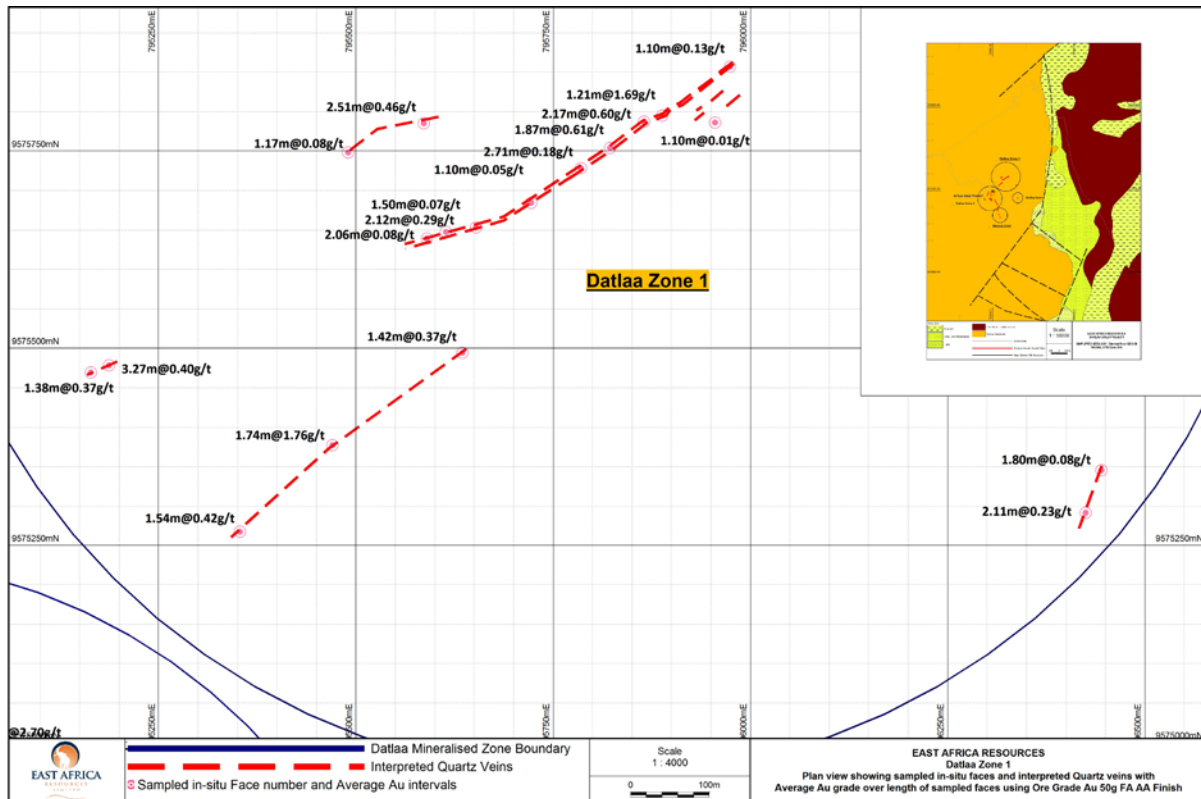 795250mE
795500mE
795750mE
796000mE
1.10m@0.13g/t
1.21m@1.69g/t
2.17m@0.60g/t
1.87m@0.61g/t
2.71m@0.18g/t
1.10m@0.05g/t
1.10m@0.01g/t
2.51m@0.46g/t
1.17m@0.08g/t
9575750mN
1.50m@0.07g/t
2.12m@0.29g/t
2.06m@0.08g/t
Datlaa Zone 1
9575500mN
1.42m@0.37g/t
3.27m@0.40g/t
1.38m@0.37g/t
1.74m@1.76g/t
1.54m@0.42g/t
1.80m@0.08g/t
2.11m@0.23g/t
9575250mN
9575250mN
9575000mN
@2.70g/t
Scale
EAST AFRICA RESOURCES
EAST AFRICA
RESOURCES
LIMITED
Datlaa Mineralised Zone Boundary
Interpreted Quartz Veins
Sampled in-situ Face number and Average Au intervals
Scale
1 : 4000
0 100m
EAST AFRICA RESOURCES
Datlaa Zone 1
Plan view showing sampled in-situ faces and interpreted Quartz veins with
Average Au grade over length of sampled faces using Ore Grade Au 50g FA AA Finish